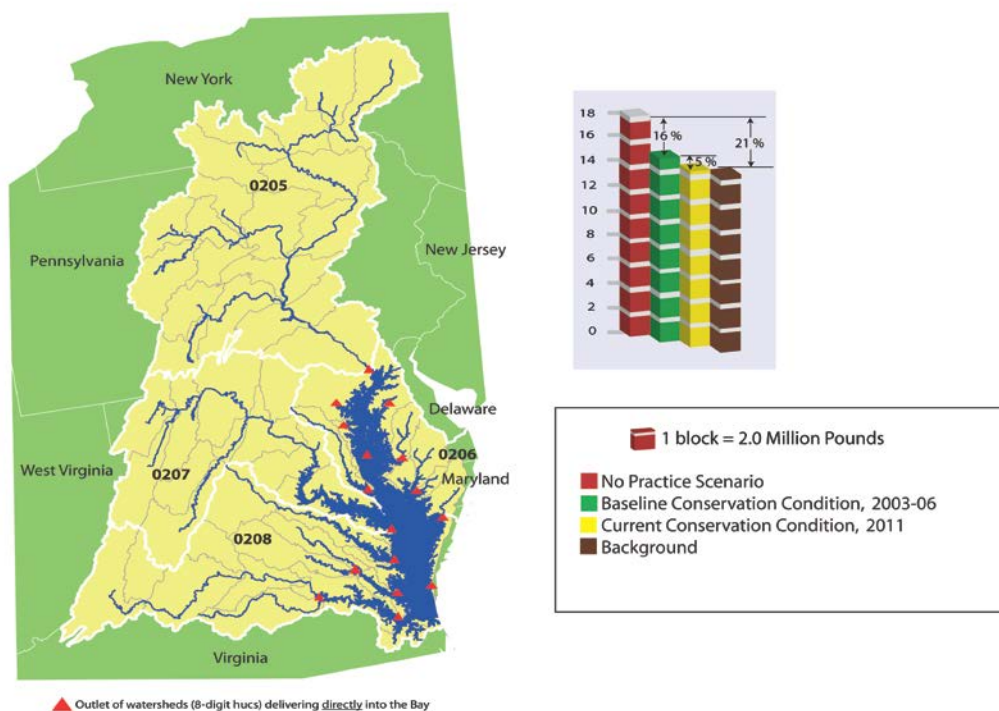 New York
0205
Pennsylvania
New Jersey
Delaware
0206
Maryland
West Virginia
0207
0208
Virginia
Outlet of watersheds (8-digit hucs) delivering directly into the Bay
18
16
14
12
10
8
6
4
2
0
16 %
5 %
21 %
1 block = 2.0 Million Pounds
No Practice Scenario
Baseline Conservation Condition, 2003-06
Current Conservation Condition, 2011
Background